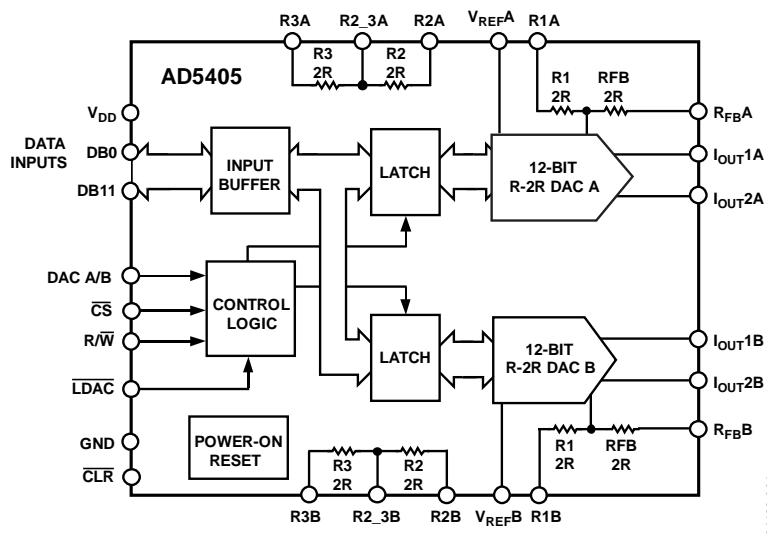 R3A R2_3A R2A VREFA R1A
R3 2R
R2 2R
R1 2R
RFB 2R
AD5405
VDD
RFBA
DATA INPUTS
DB0
DB11
INPUT BUFFER
LATCH
12-BIT R-2R DAC A
IOUT1A
IOUT2A
DAC A/B
CS
R/W
LDAC
CONTROL LOGIC
LATCH
12-BIT R-2R DAC B
IOUT1B
IOUT2B
GND
CLR
POWER-ON RESET
R3 2R
R2 2R
R1 2R
RFB 2R
RFBB
R3B R2_3B R2B VREFB R1B